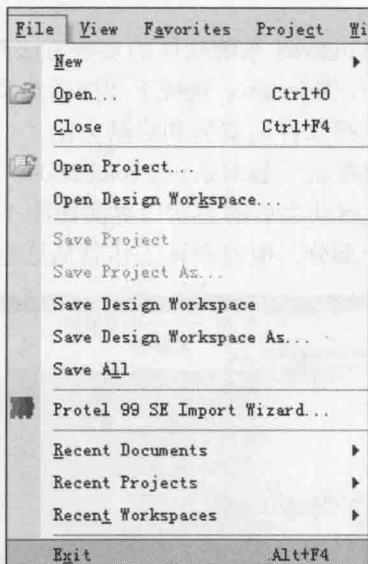 File View Favorites Project Wi
New
Open... Ctrl+O
Close Ctrl+F4
Open Project...
Open Design Workspace...
Save Project
Save Project As...
Save Design Workspace
Save Design Workspace As...
Save All
Protel 99 SE Import Wizard...
Recent Documents
Recent Projects
Recent Workspaces
Exit Alt+F4